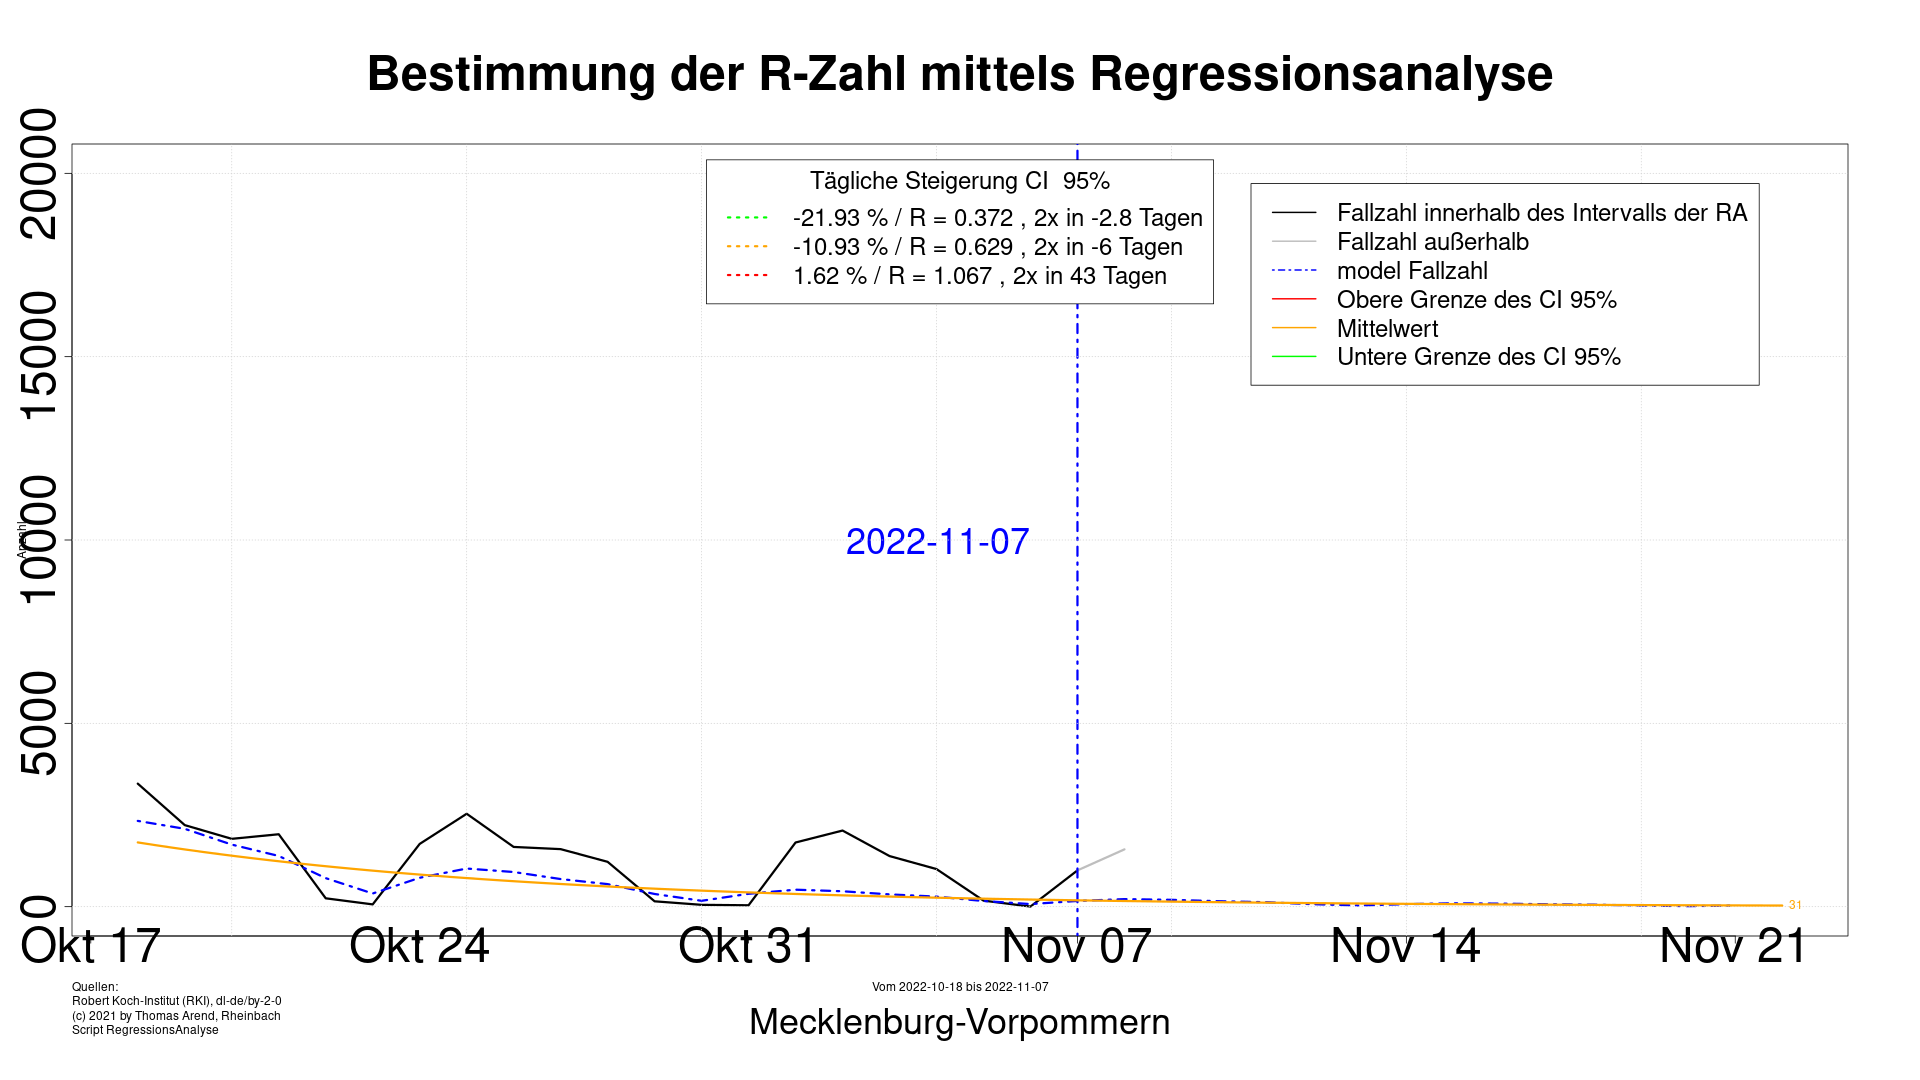 Bestimmung der R-Zahl mittels Regressionsanalyse
20000
15000
10000
5000
0
Anzahl
Tägliche Steigerung CI  95%
-21.93 % / R = 0.372 , 2x in -2.8 Tagen
-10.93 % / R = 0.629 , 2x in -6 Tagen
1.62 % / R = 1.067 , 2x in 43 Tagen
Fallzahl innerhalb des Intervalls der RA
Fallzahl außerhalb
model Fallzahl
Obere Grenze des CI 95%
Mittelwert
Untere Grenze des CI 95%
2022-11-07
31
Okt 17
Okt 24
Okt 31
Nov 07
Nov 14
Nov 21
Quellen:
Robert Koch-Institut (RKI), dl-de/by-2-0
(c) 2021 by Thomas Arend, Rheinbach
Script RegressionsAnalyse
Vom 2022-10-18 bis 2022-11-07
Mecklenburg-Vorpommern